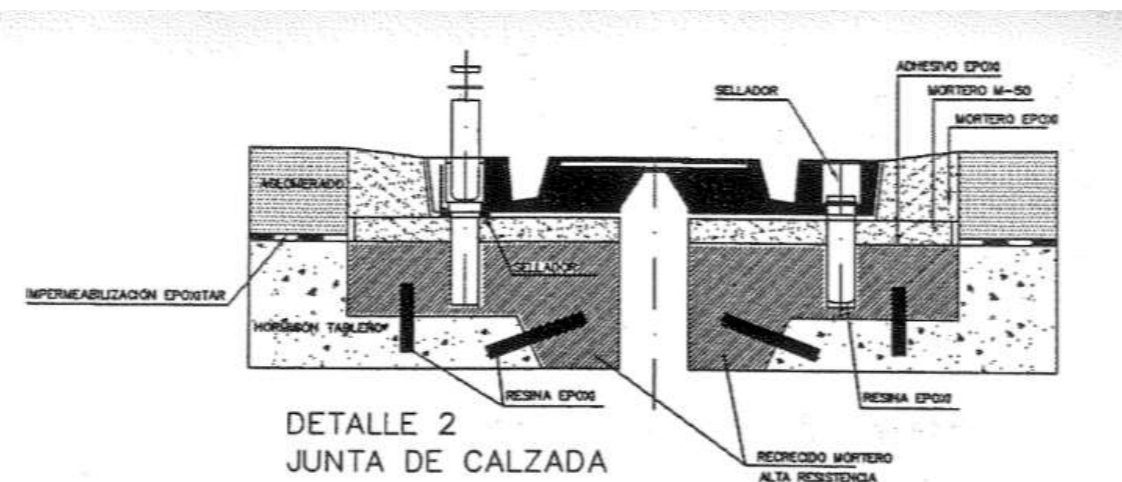 ADHESIVO EPOXI
SELLADOR
MORTERO M-50
MORTERO EPOXI
AGLOMERADO
SELLADOR
IMPERMEABILIZACIÓN EPOXITAR
HORMIGÓN TABLERO
RESINA EPOXI
RESINA EPOXI
DETALLE 2
JUNTA DE CALZADA
RECRECIDO MORTERO
ALTA RESISTENCIA